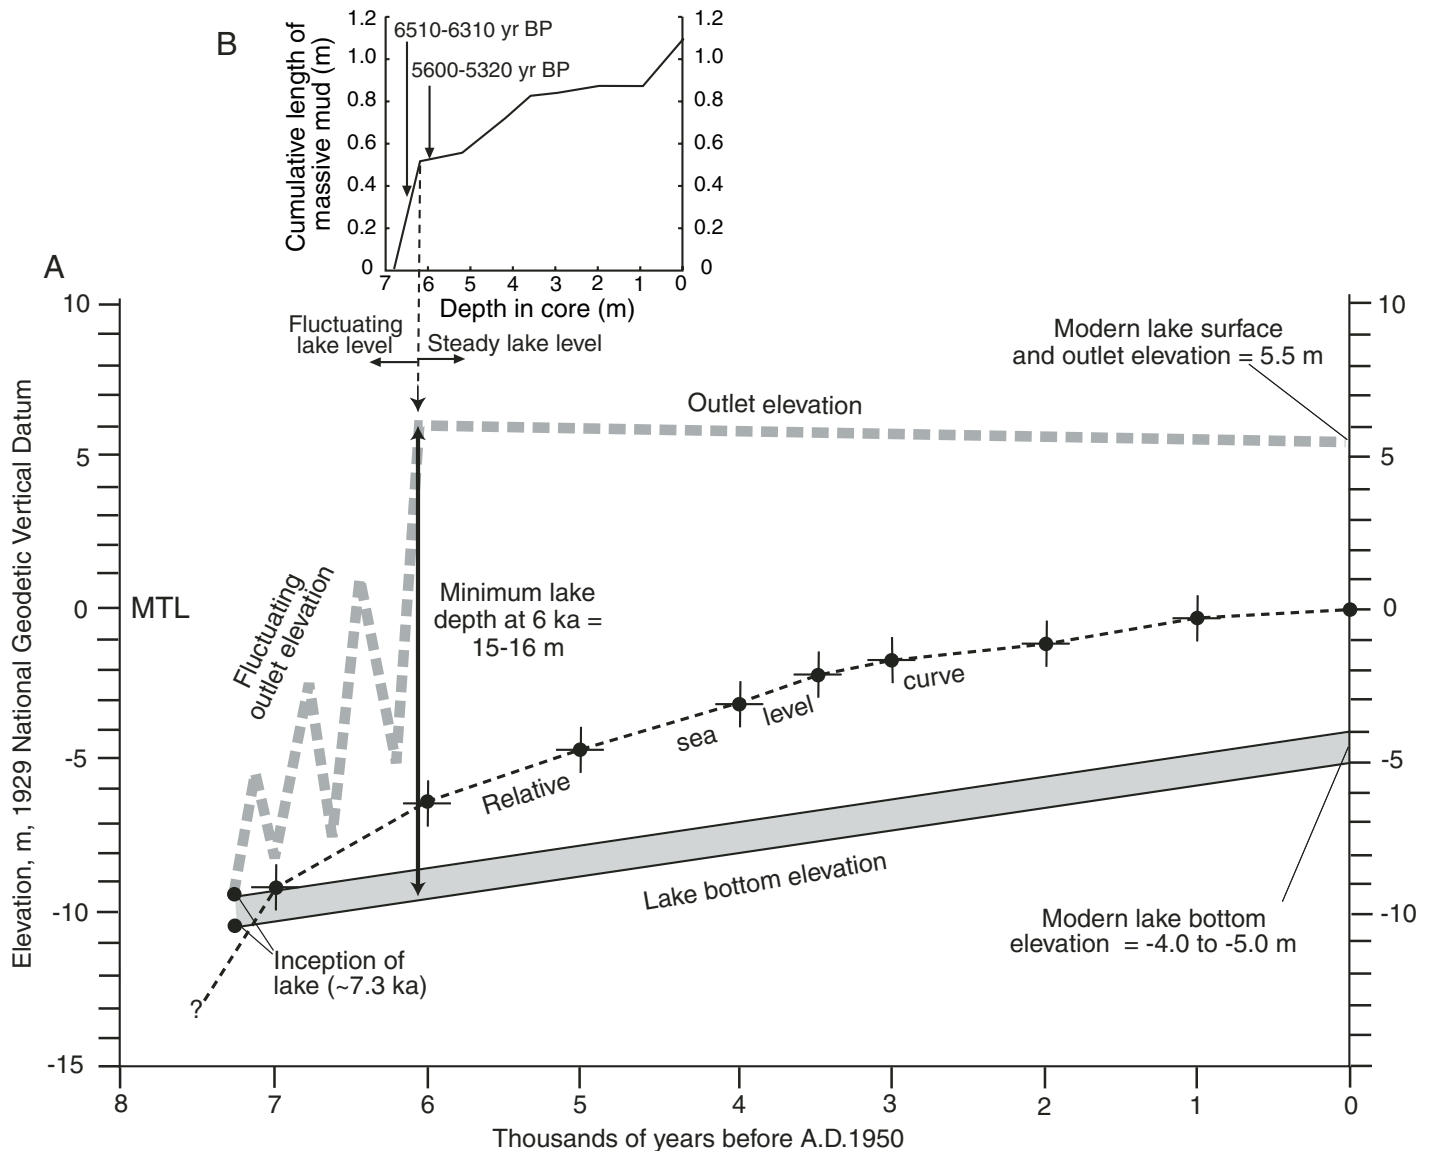 B
Cumulative length of
massive mud (m)
1.2
1.0
0.8
0.6
0.4
0.2
0
6510-6310 yr BP
5600-5320 yr BP
1.2
1.0
0.8
0.6
0.4
0.2
0
7 6 5 4 3 2 1 0
Depth in core (m)
A
Elevation, m, 1929 National Geodetic Vertical Datum
10
5
0
-5
-10
-15
MTL
Fluctuating
lake level
Steady lake level
Modern lake surface
and outlet elevation = 5.5 m
Outlet elevation
Fluctuating
outlet elevation
Minimum lake
depth at 6 ka =
15-16 m
Relative sea level curve
Lake bottom elevation
Modern lake bottom
elevation = -4.0 to -5.0 m
Inception of
lake (~7.3 ka)
?
10
5
0
-5
-10
8 7 6 5 4 3 2 1 0
Thousands of years before A.D.1950